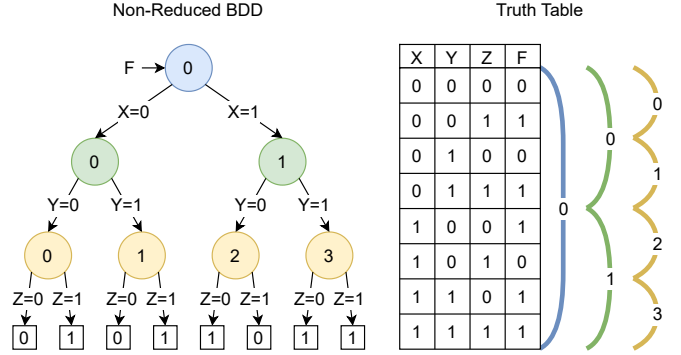 Non-Reduced BDD
F 0
X=0 X=1
0 1
Y=0 Y=1 Y=0 Y=1
0 1 2 3
Z=0 Z=1 Z=0 Z=1 Z=0 Z=1 Z=0 Z=1
0 1 0 1 1 0 1 1
Truth Table
X Y Z F
0 0 0 0
0 0 1 1
0 1 0 0
0 1 1 1
1 0 0 1
1 0 1 0
1 1 0 1
1 1 1 1
0
0
1
0
1
2
3